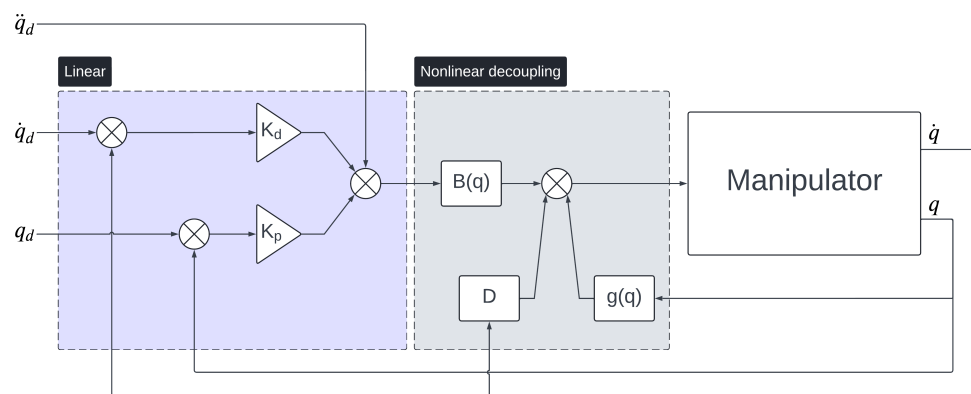 q̈d
Linear
Nonlinear decoupling
q̇d
Kd
B(q)
Manipulator
q̇
q
qd
Kp
D
g(q)